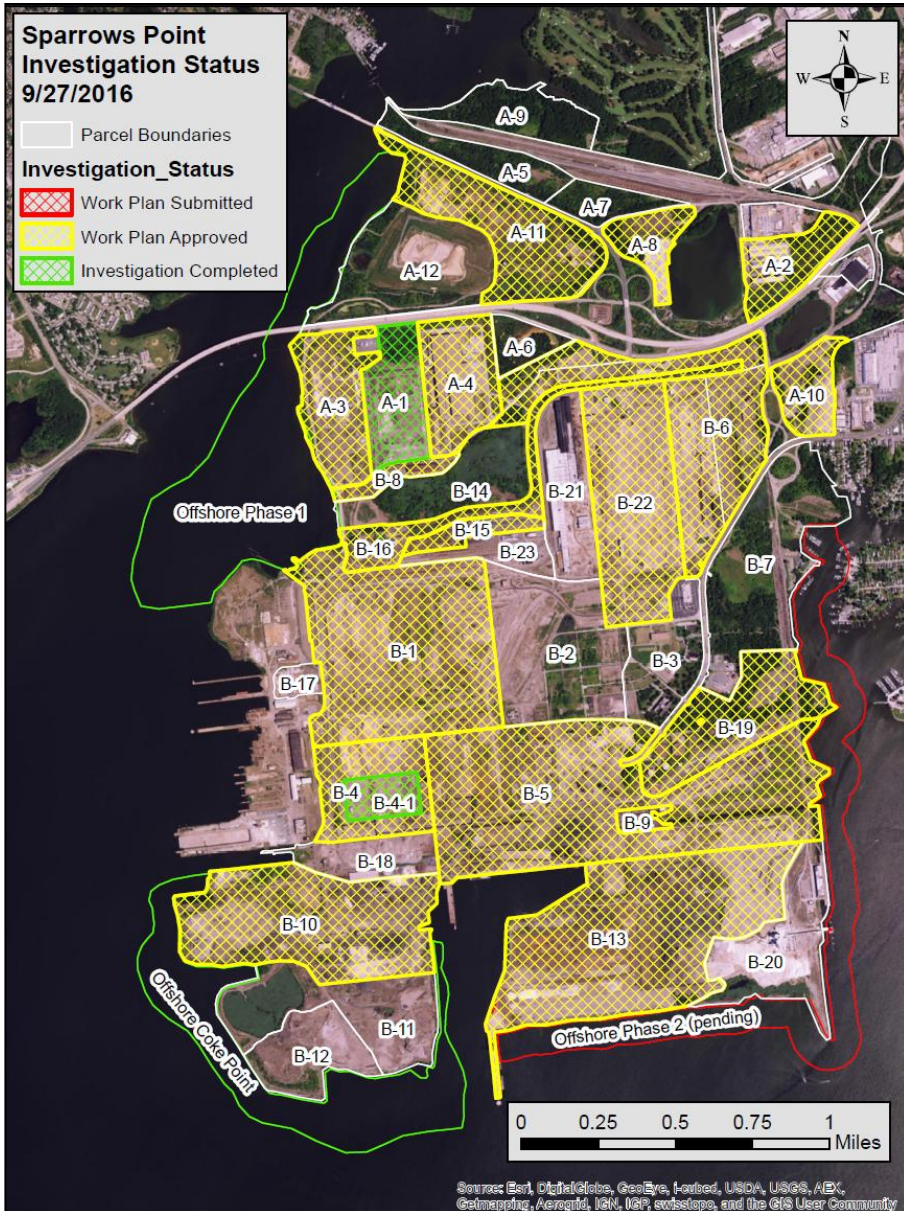 Sparrows Point
Investigation Status
9/27/2016
Parcel Boundaries
Investigation_Status
Work Plan Submitted
Work Plan Approved
Investigation Completed
N
W E
S
A-9
A-5
A-7
A-11
A-8
A-2
A-12
A-6
A-3
A-1
A-4
A-10
B-6
B-8
B-14
B-21
B-22
Offshore Phase 1
B-15
B-16
B-23
B-7
B-1
B-2
B-3
B-17
B-19
B-4
B-4-1
B-5
B-9
B-18
B-10
B-13
B-20
Offshore Coke Point
B-11
B-12
Offshore Phase 2 (pending)
0 0.25 0.5 0.75 1
Miles
Source: Esri, DigitalGlobe, GeoEye, i-cubed, USDA, USGS, AEX,
Getmapping, Aerogrid, IGN, IGP, swisstopo, and the GIS User Community